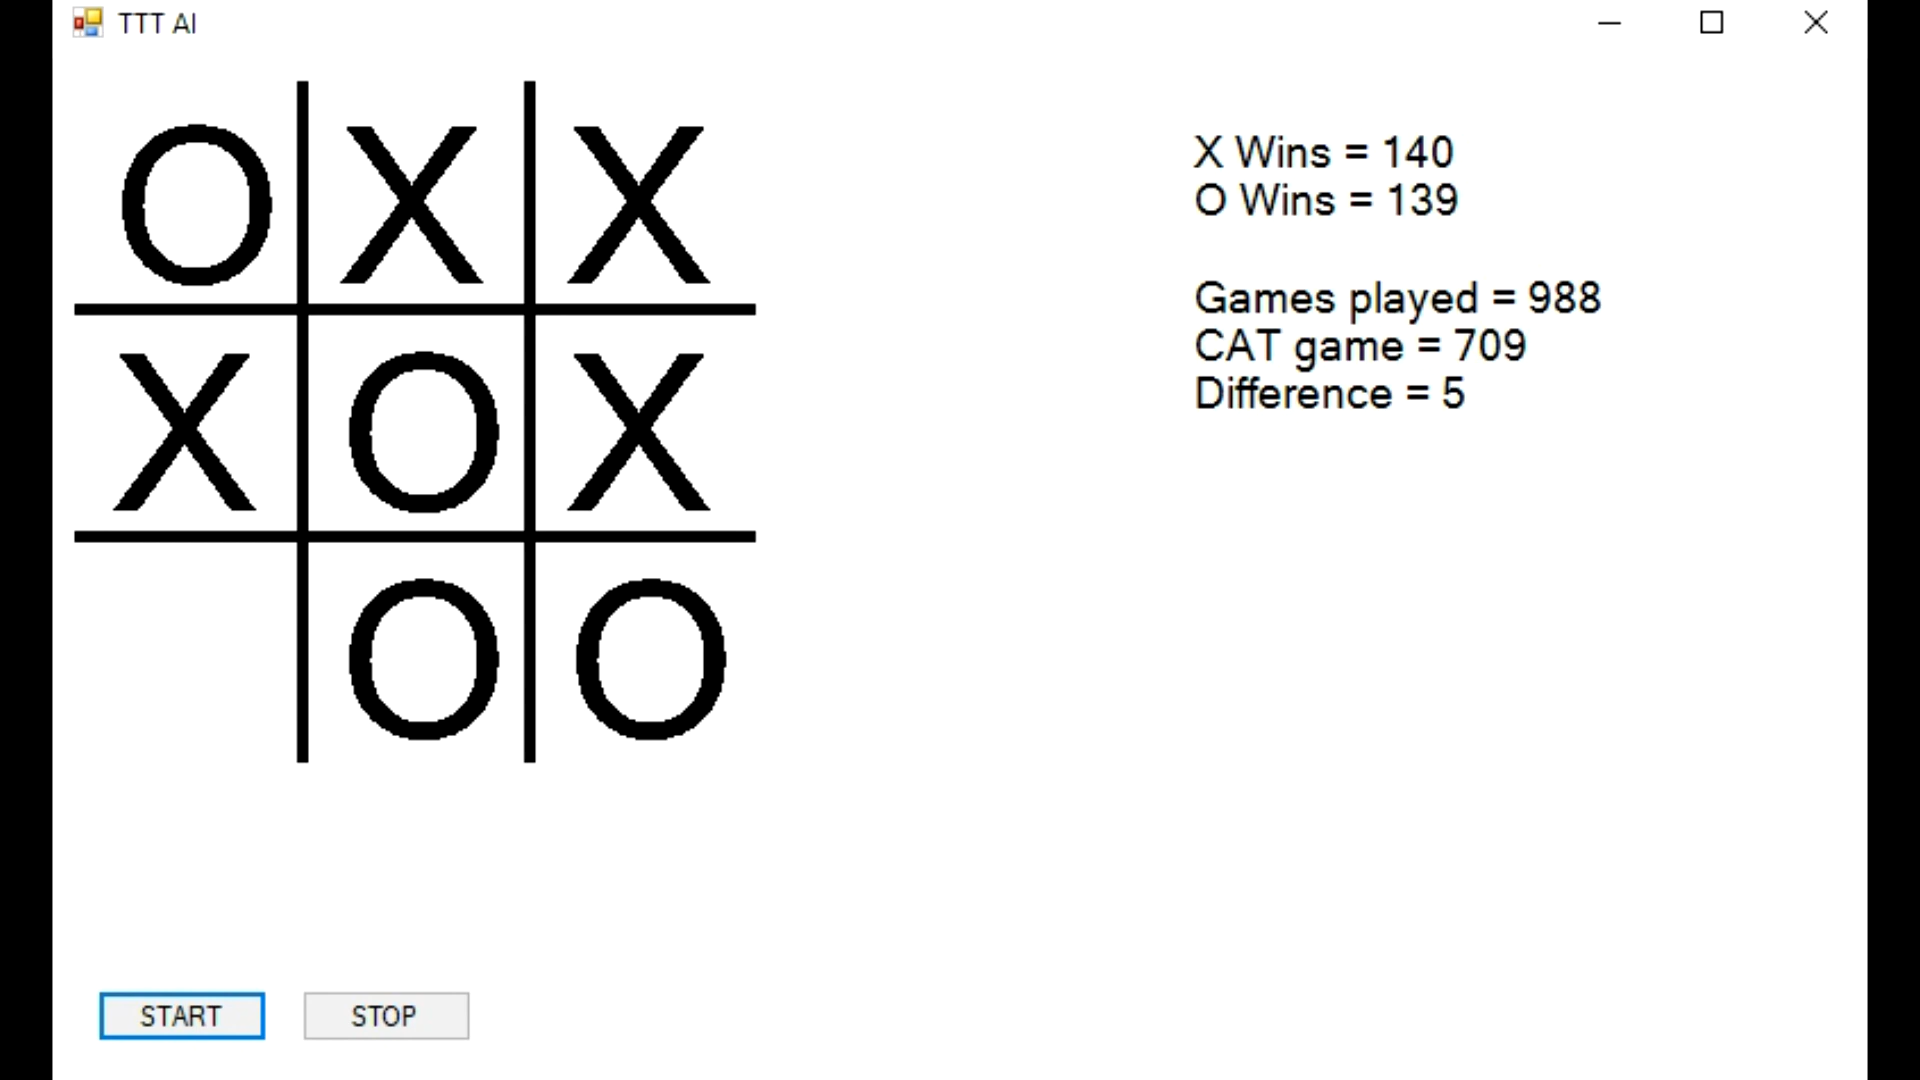 TTT AI
O X X
X O X
O O
X Wins = 140
O Wins = 139
Games played = 988
CAT game = 709
Difference = 5
START STOP